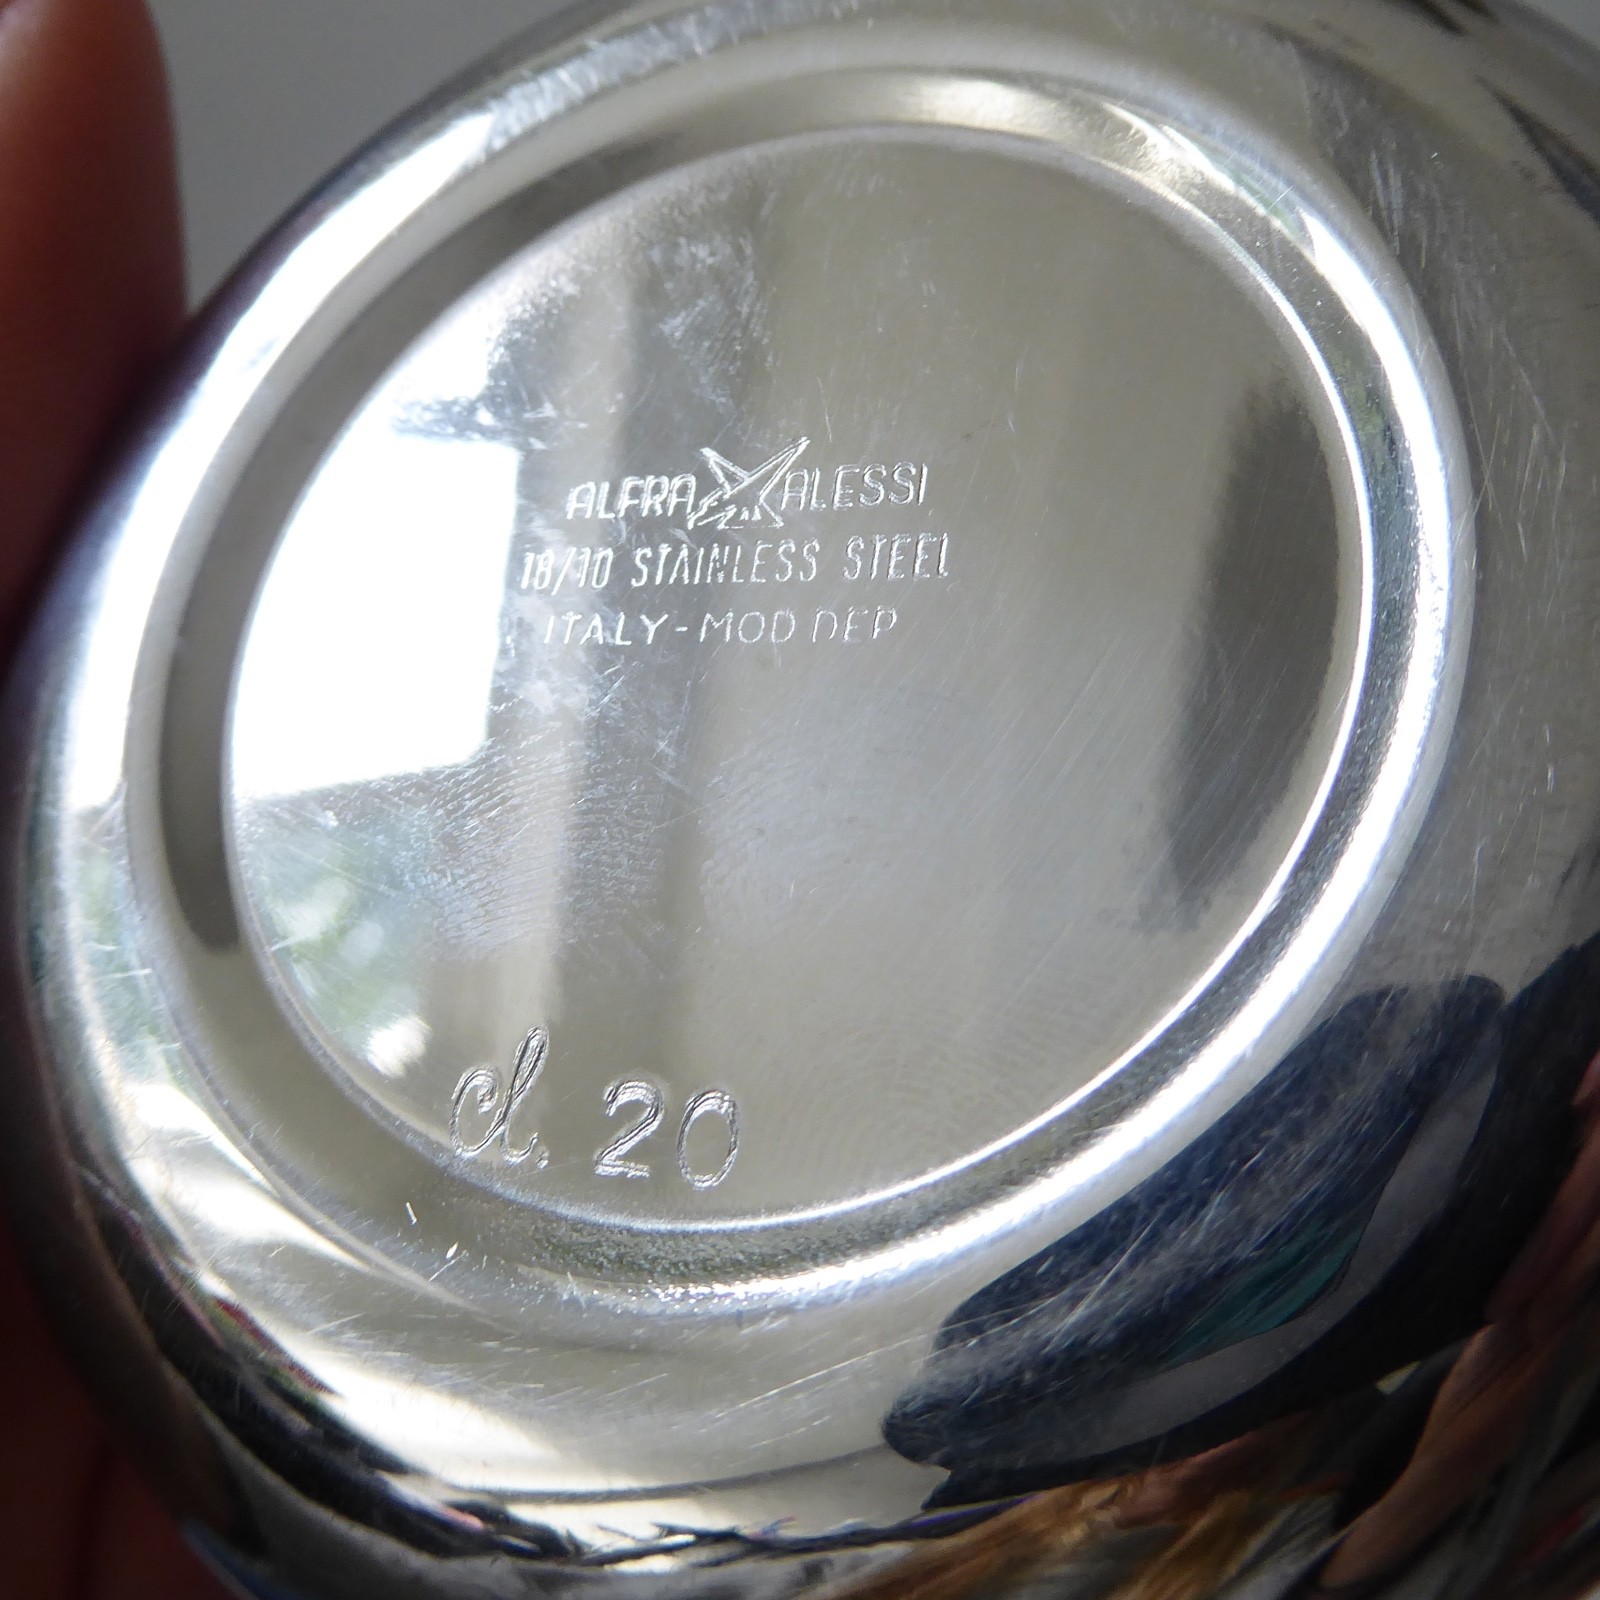 ALFRA ALESSI
18/10 STAINLESS STEEL
ITALY-MOD DEP
cl. 20